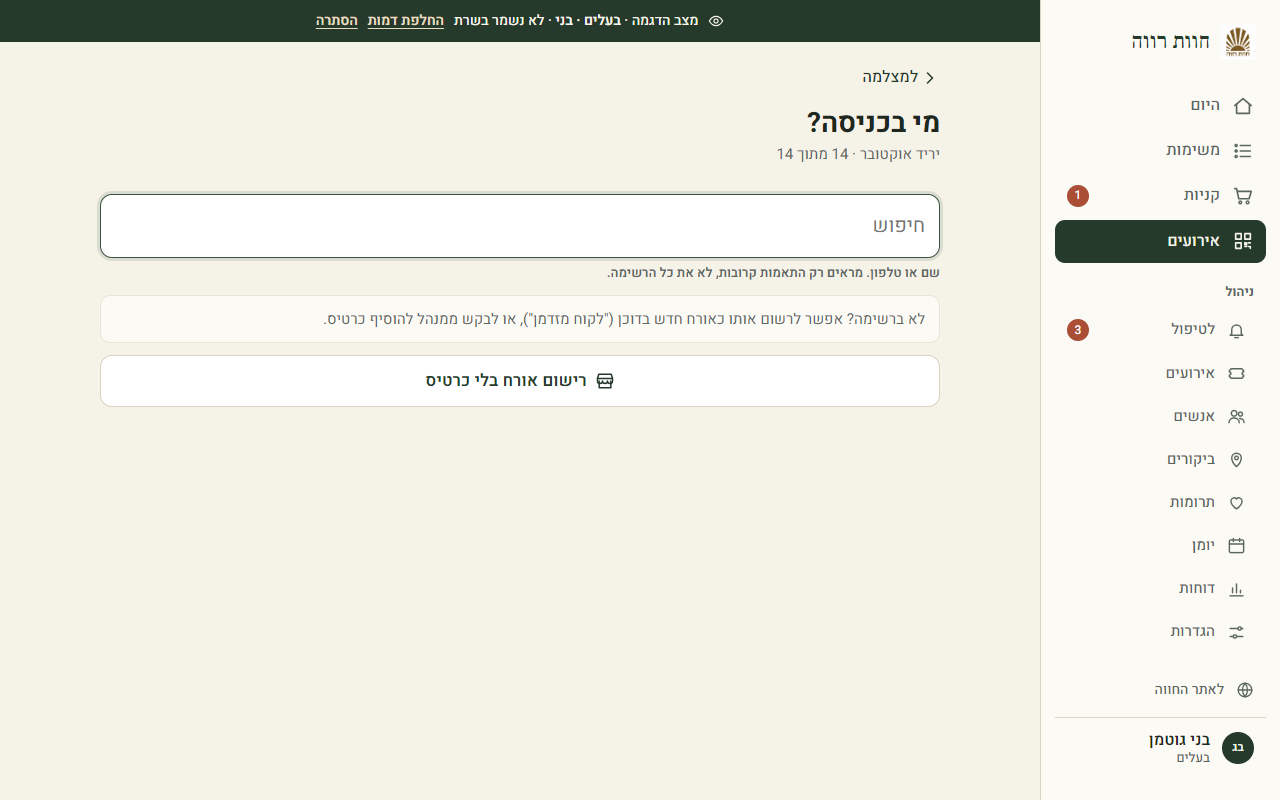 חוות רווה
היום
משימות
קניות
1
אירועים
ניהול
לטיפול
3
אירועים
אנשים
ביקורים
תרומות
יומן
דוחות
הגדרות
לאתר החווה
בג
בני גוטמן
בעלים
מצב הדגמה · בעלים · בני · לא נשמר בשרת החלפת דמות הסתרה
למצלמה
מי בכניסה?
יריד אוקטובר · 14 מתוך 14
חיפוש
שם או טלפון. מראים רק התאמות קרובות, לא את כל הרשימה.
לא ברשימה? אפשר לרשום אותו כאורח חדש בדוכן ("לקוח מזדמן"), או לבקש ממנהל להוסיף כרטיס.
רישום אורח בלי כרטיס